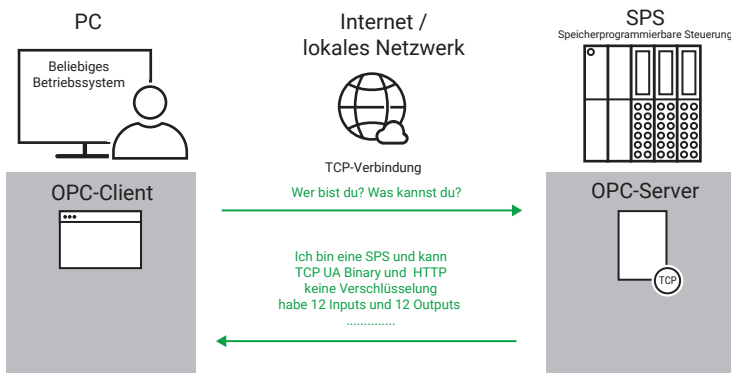 PC
Beliebiges
Betriebssystem
Internet /
lokales Netzwerk
SPS
Speicherprogrammierbare Steuerung
TCP-Verbindung
OPC-Client
Wer bist du? Was kannst du?
OPC-Server
TCP
Ich bin eine SPS und kann
TCP UA Binary und HTTP
keine Verschlüsselung
habe 12 Inputs und 12 Outputs
..............